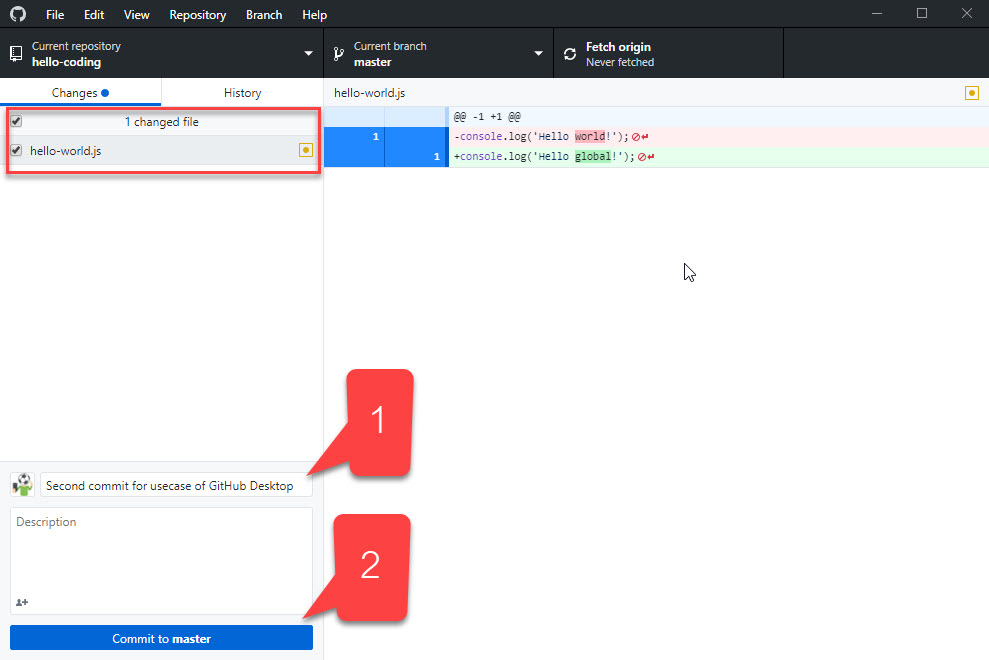 File Edit View Repository Branch Help
Current repository
hello-coding
Current branch
master
Fetch origin
Never fetched
Changes
History
1 changed file
hello-world.js
hello-world.js
@@ -1 +1 @@
1 -console.log('Hello world!');
1 +console.log('Hello global!');
1
Second commit for usecase of GitHub Desktop
Description
2
Commit to master